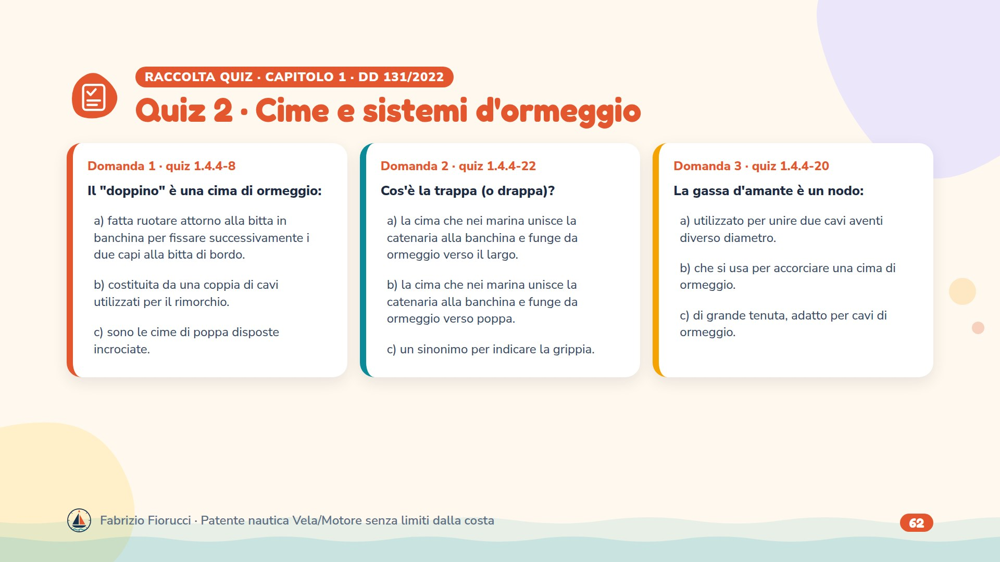 RACCOLTA QUIZ · CAPITOLO 1 · DD 131/2022
Quiz 2 · Cime e sistemi d'ormeggio
Domanda 1 · quiz 1.4.4-8
Il "doppino" è una cima di ormeggio:
a) fatta ruotare attorno alla bitta in
banchina per fissare successivamente i
due capi alla bitta di bordo.
b) costituita da una coppia di cavi
utilizzati per il rimorchio.
c) sono le cime di poppa disposte
incrociate.
Domanda 2 · quiz 1.4.4-22
Cos'è la trappa (o drappa)?
a) la cima che nei marina unisce la
catenaria alla banchina e funge da
ormeggio verso il largo.
b) la cima che nei marina unisce la
catenaria alla banchina e funge da
ormeggio verso poppa.
c) un sinonimo per indicare la grippia.
Domanda 3 · quiz 1.4.4-20
La gassa d'amante è un nodo:
a) utilizzato per unire due cavi aventi
diverso diametro.
b) che si usa per accorciare una cima di
ormeggio.
c) di grande tenuta, adatto per cavi di
ormeggio.
Fabrizio Fiorucci · Patente nautica Vela/Motore senza limiti dalla costa
62